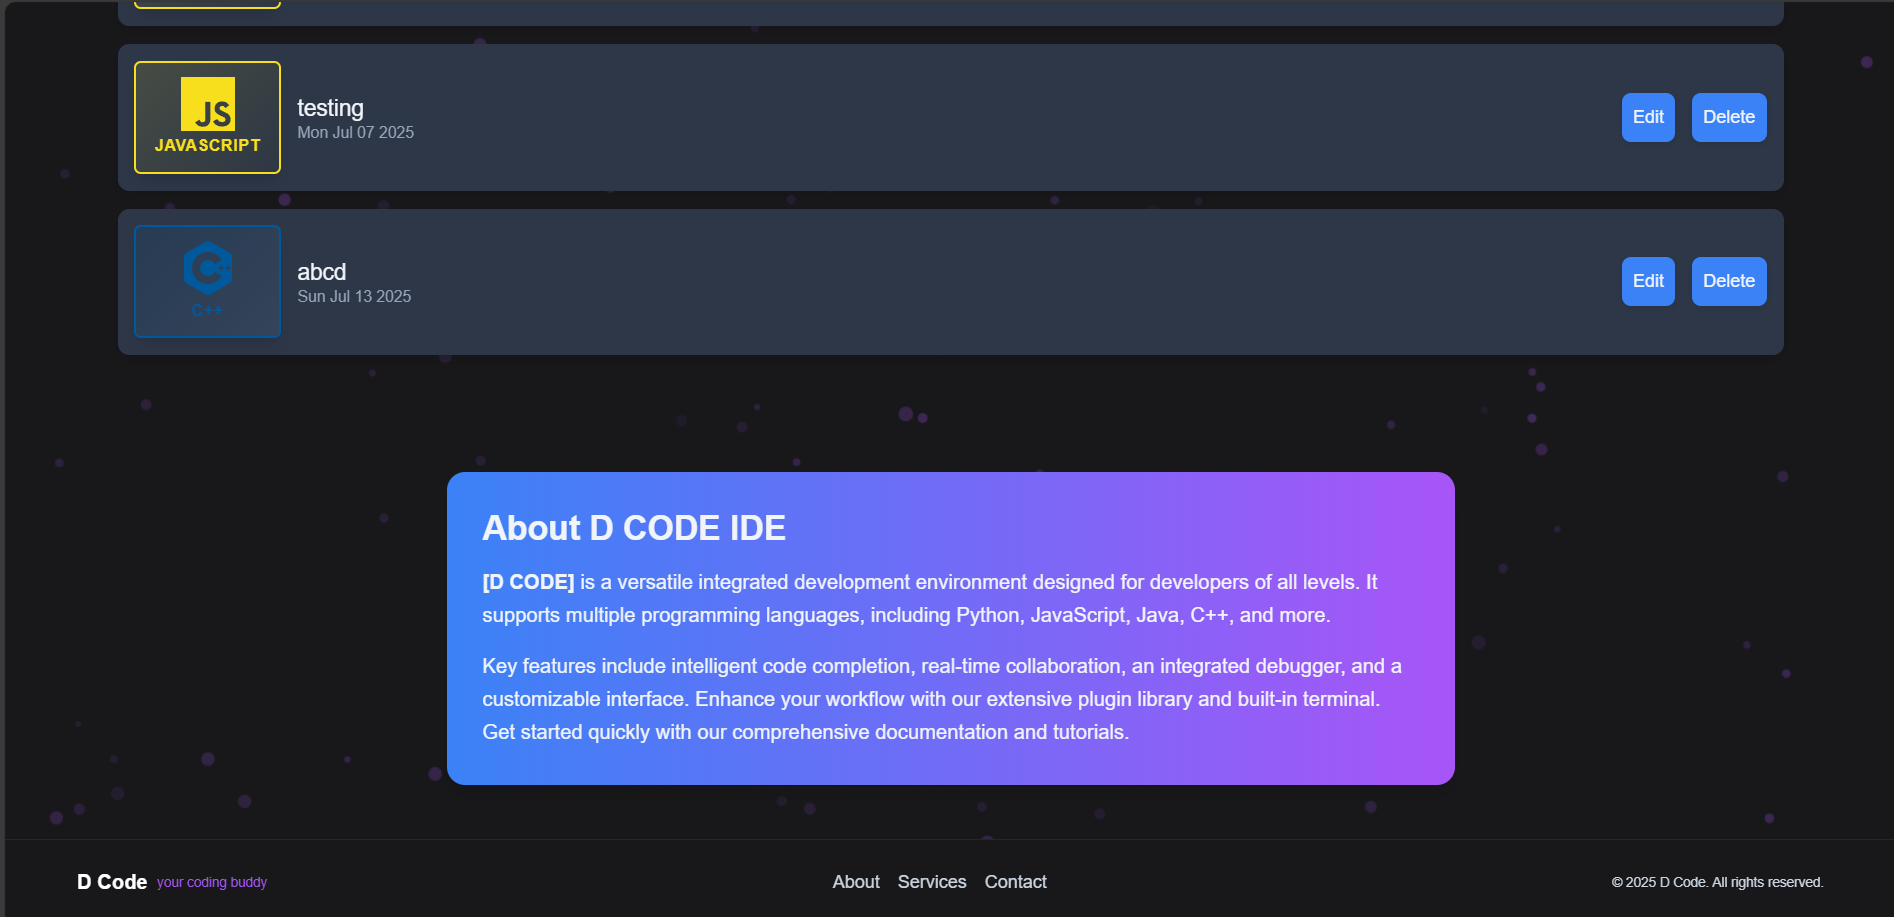 JS
JAVASCRIPT
testing
Mon Jul 07 2025
Edit
Delete
C++
C++
abcd
Sun Jul 13 2025
Edit
Delete
About D CODE IDE
[D CODE] is a versatile integrated development environment designed for developers of all levels. It
supports multiple programming languages, including Python, JavaScript, Java, C++, and more.
Key features include intelligent code completion, real-time collaboration, an integrated debugger, and a
customizable interface. Enhance your workflow with our extensive plugin library and built-in terminal.
Get started quickly with our comprehensive documentation and tutorials.
D Code your coding buddy
About Services Contact
© 2025 D Code. All rights reserved.